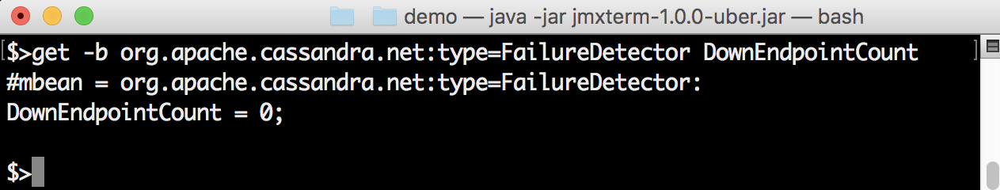 demo — java -jar jmxterm-1.0.0-uber.jar — bash
$>get -b org.apache.cassandra.net:type=FailureDetector DownEndpointCount
#mbean = org.apache.cassandra.net:type=FailureDetector:
DownEndpointCount = 0;
$>